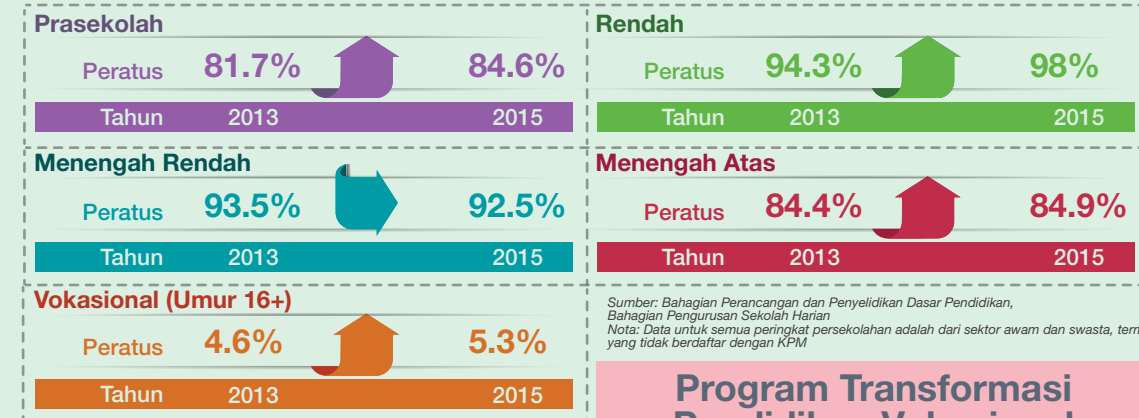 Prasekolah
Peratus 81.7% 84.6%
Tahun 2013 2015
Rendah
Peratus 94.3% 98%
Tahun 2013 2015
Menengah Rendah
Peratus 93.5% 92.5%
Tahun 2013 2015
Menengah Atas
Peratus 84.4% 84.9%
Tahun 2013 2015
Vokasional (Umur 16+)
Peratus 4.6% 5.3%
Tahun 2013 2015
Sumber: Bahagian Perancangan dan Penyelidikan Dasar Pendidikan,
Bahagian Pengurusan Sekolah Harian
Nota: Data untuk semua peringkat persekolahan adalah dari sektor awam dan swasta,
yang tidak berdaftar dengan KPM
Program Transformasi